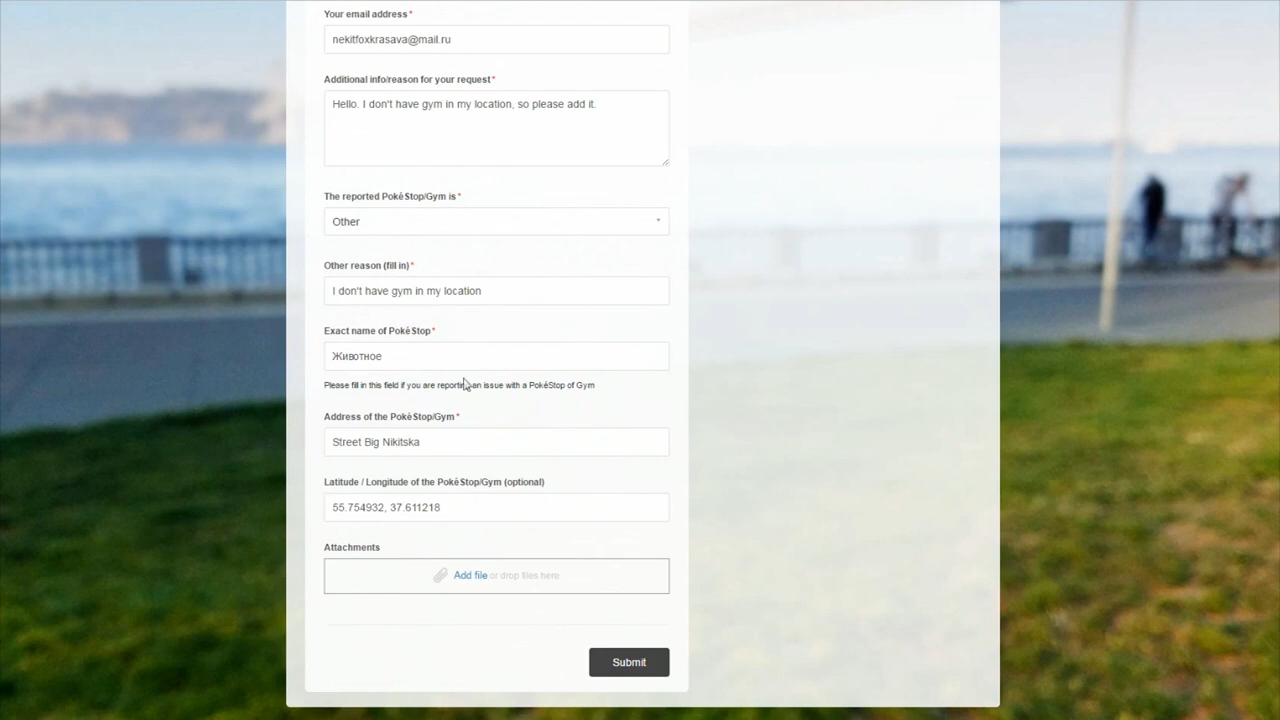 Your email address*
nekitfoxkrasava@mail.ru
Additional info/reason for your request*
Hello. I don't have gym in my location, so please add it.
The reported PokéStop/Gym is*
Other
Other reason (fill in)*
I don't have gym in my location
Exact name of PokéStop*
Животное
Please fill in this field if you are reporting an issue with a PokéStop of Gym
Address of the PokéStop/Gym*
Street Big Nikitska
Latitude / Longitude of the PokéStop/Gym (optional)
55.754932, 37.611218
Attachments
Add file or drop files here
Submit